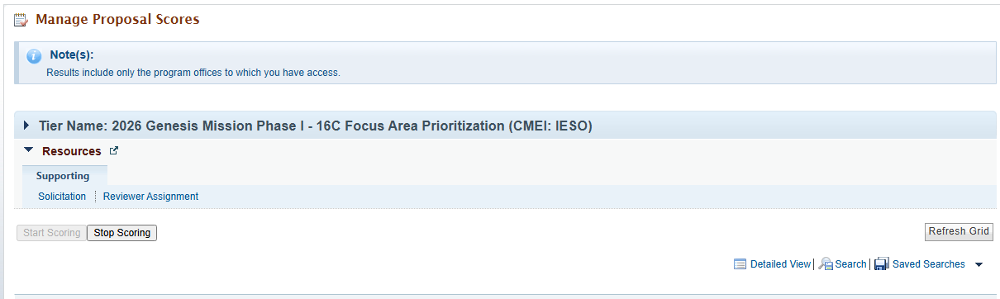 Manage Proposal Scores
Note(s):
Results include only the program offices to which you have access.
Tier Name: 2026 Genesis Mission Phase I - 16C Focus Area Prioritization (CMEI: IESO)
Resources
Supporting
Solicitation Reviewer Assignment
Start Scoring Stop Scoring Refresh Grid
Detailed View | Search | Saved Searches